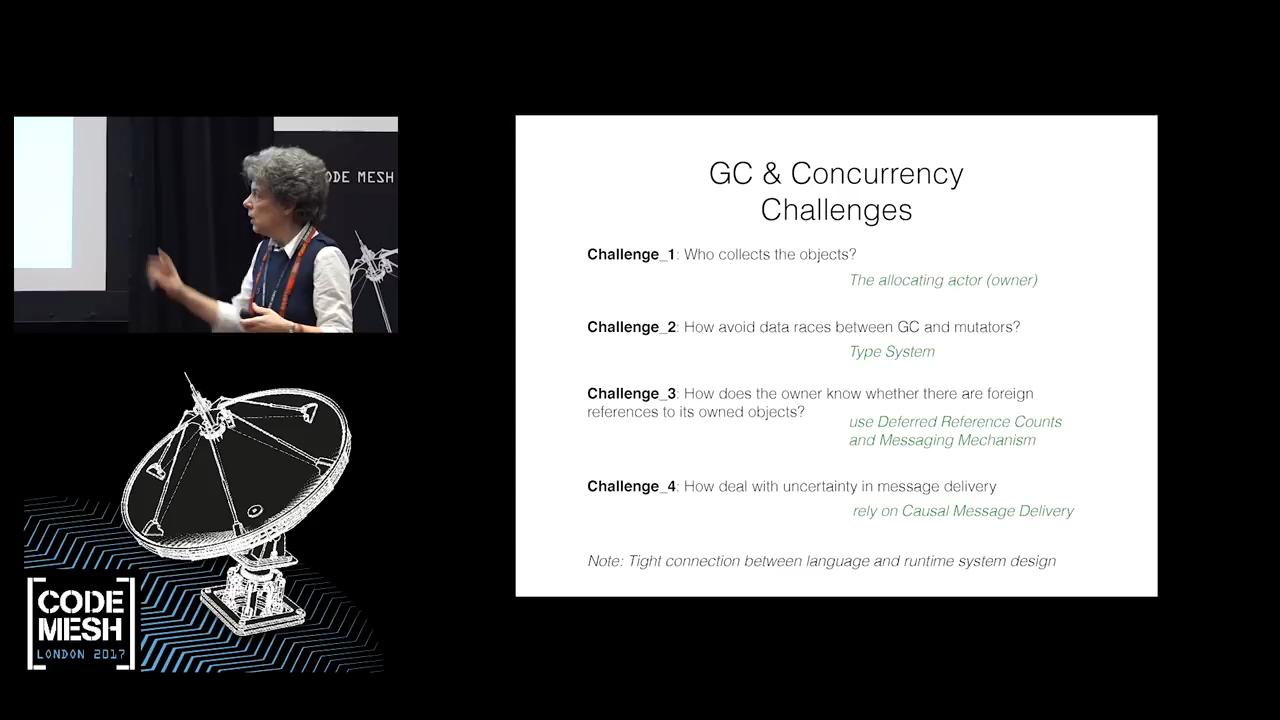 ODE MESH
GC & Concurrency
Challenges
Challenge_1: Who collects the objects?
The allocating actor (owner)
Challenge_2: How avoid data races between GC and mutators?
Type System
Challenge_3: How does the owner know whether there are foreign
references to its owned objects?
use Deferred Reference Counts
and Messaging Mechanism
Challenge_4: How deal with uncertainty in message delivery
rely on Causal Message Delivery
Note: Tight connection between language and runtime system design
CODE
MESH
LONDON 2017